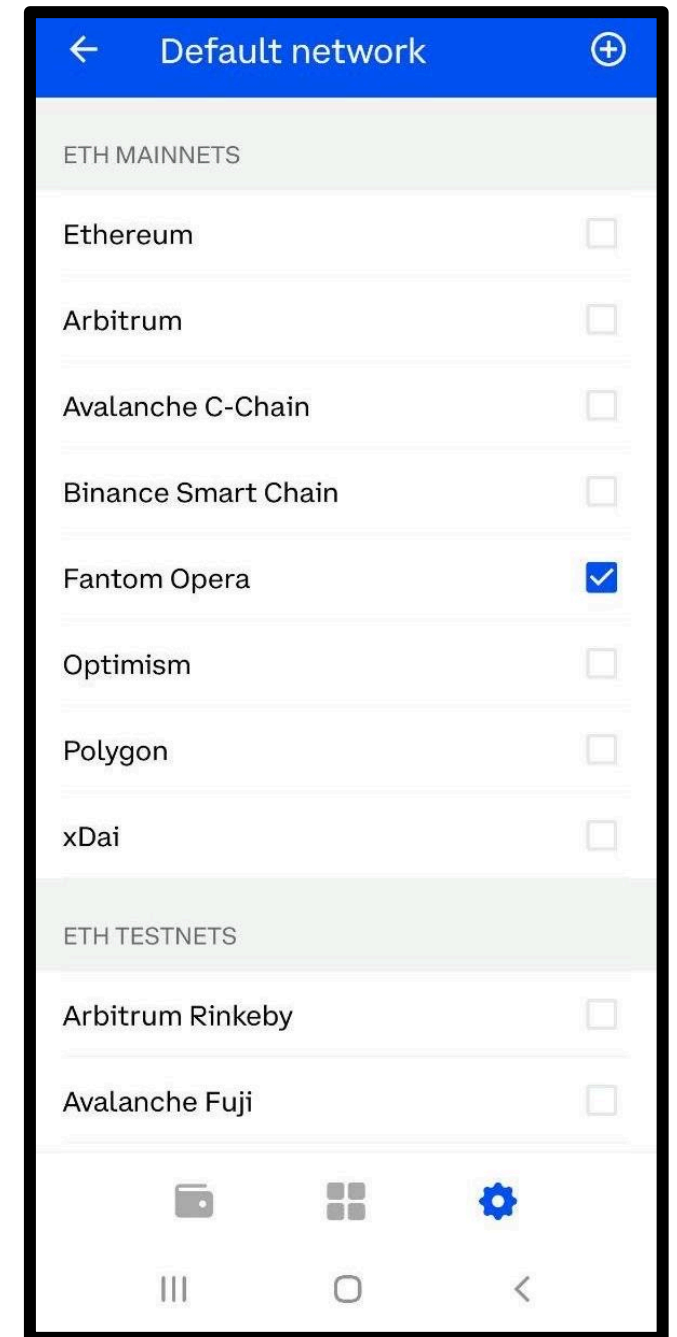 Default network
ETH MAINNETS
Ethereum
Arbitrum
Avalanche C-Chain
Binance Smart Chain
Fantom Opera
Optimism
Polygon
xDai
ETH TESTNETS
Arbitrum Rinkeby
Avalanche Fuji